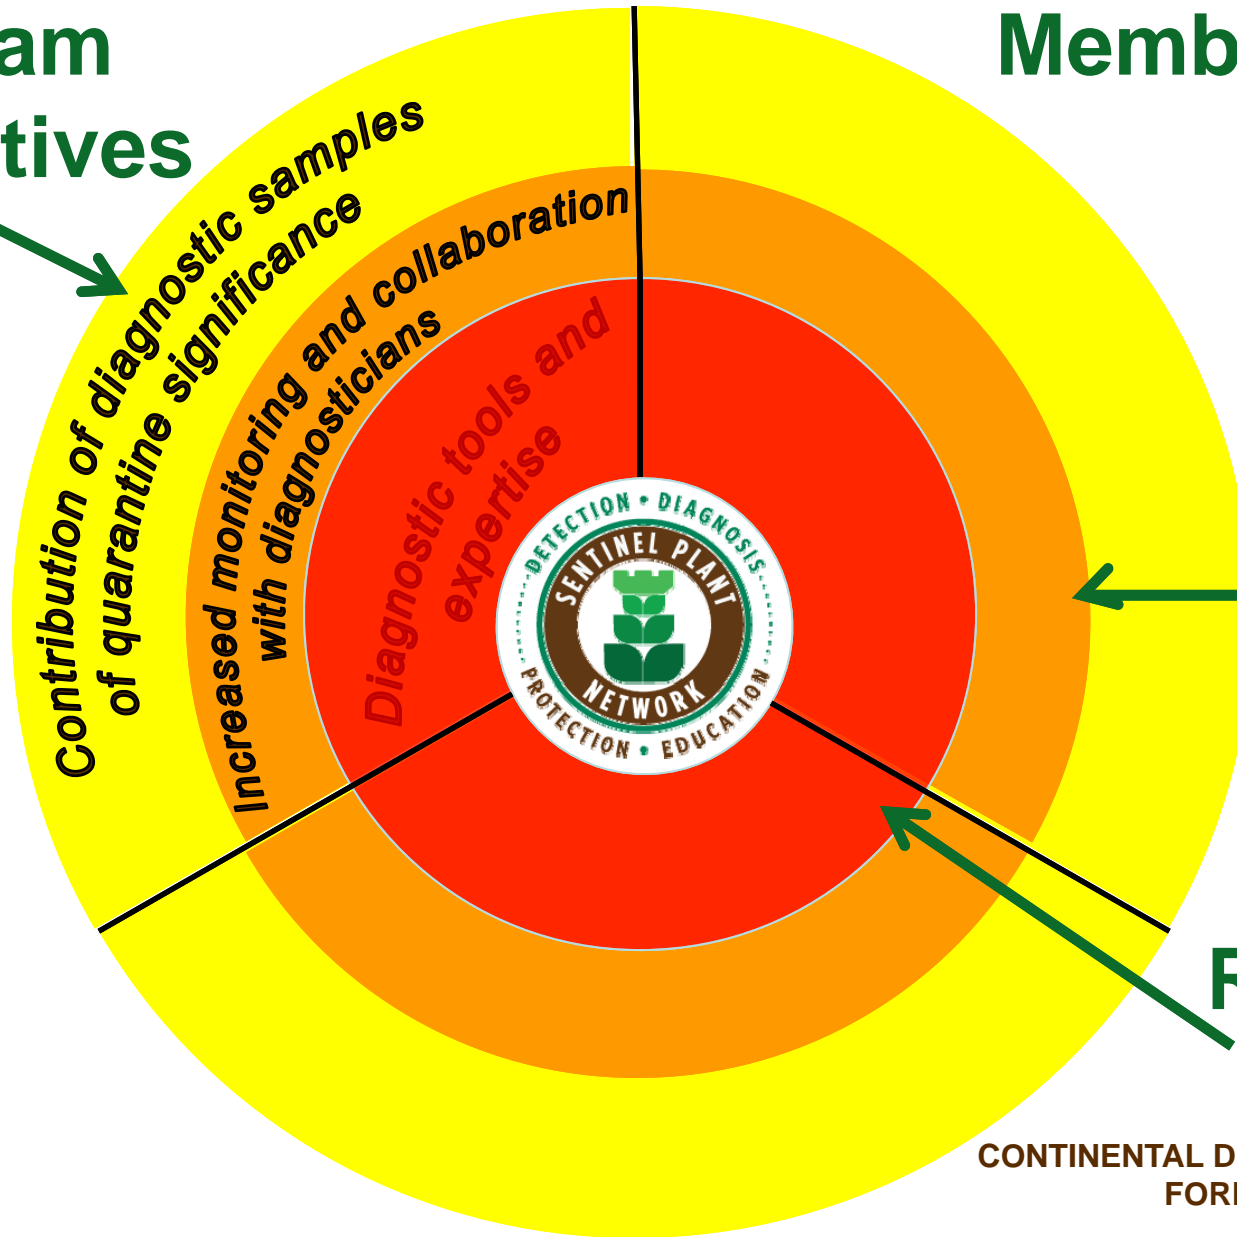 am
tives
Memb
Contribution of diagnostic samples
of quarantine significance
Increased monitoring and collaboration
with diagnosticians
Diagnostic tools and
expertise
DETECTION • DIAGNOSIS
SENTINEL PLANT
NETWORK
PROTECTION • EDUCATION
R
CONTINENTAL D
FOR